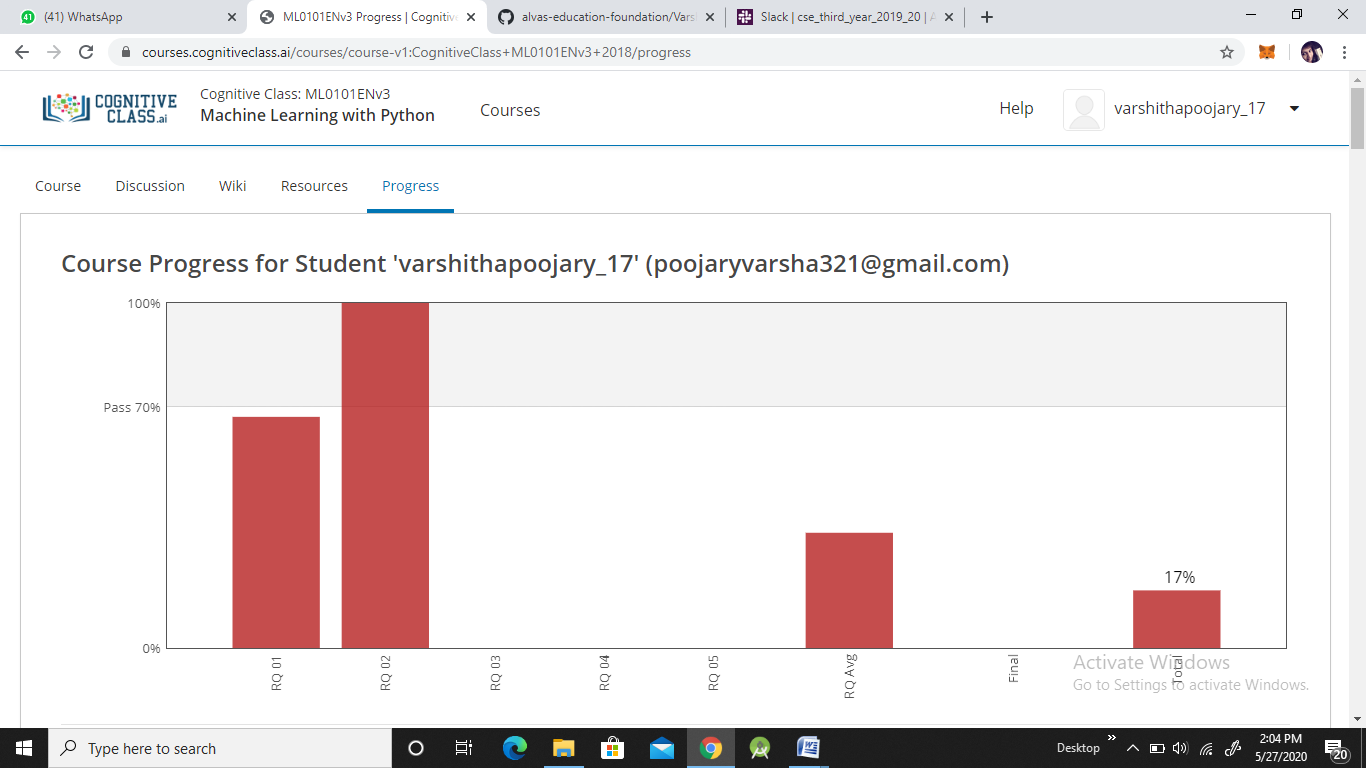 41 (41) WhatsApp
ML0101ENv3 Progress | Cognitive
alvas-education-foundation/Vars
Slack | cse_third_year_2019_20 | A
courses.cognitiveclass.ai/courses/course-v1:CognitiveClass+ML0101ENv3+2018/progress
COGNITIVE
CLASS.ai
Cognitive Class: ML0101ENv3
Machine Learning with Python
Courses
Help
varshithapoojary_17
Course
Discussion
Wiki
Resources
Progress
Course Progress for Student 'varshithapoojary_17' (poojaryvarsha321@gmail.com)
100%
Pass 70%
0%
17%
RQ 01
RQ 02
RQ 03
RQ 04
RQ 05
RQ Avg
Final
Total
Activate Windows
Go to Settings to activate Windows.
Type here to search
Desktop
2:04 PM
5/27/2020
20